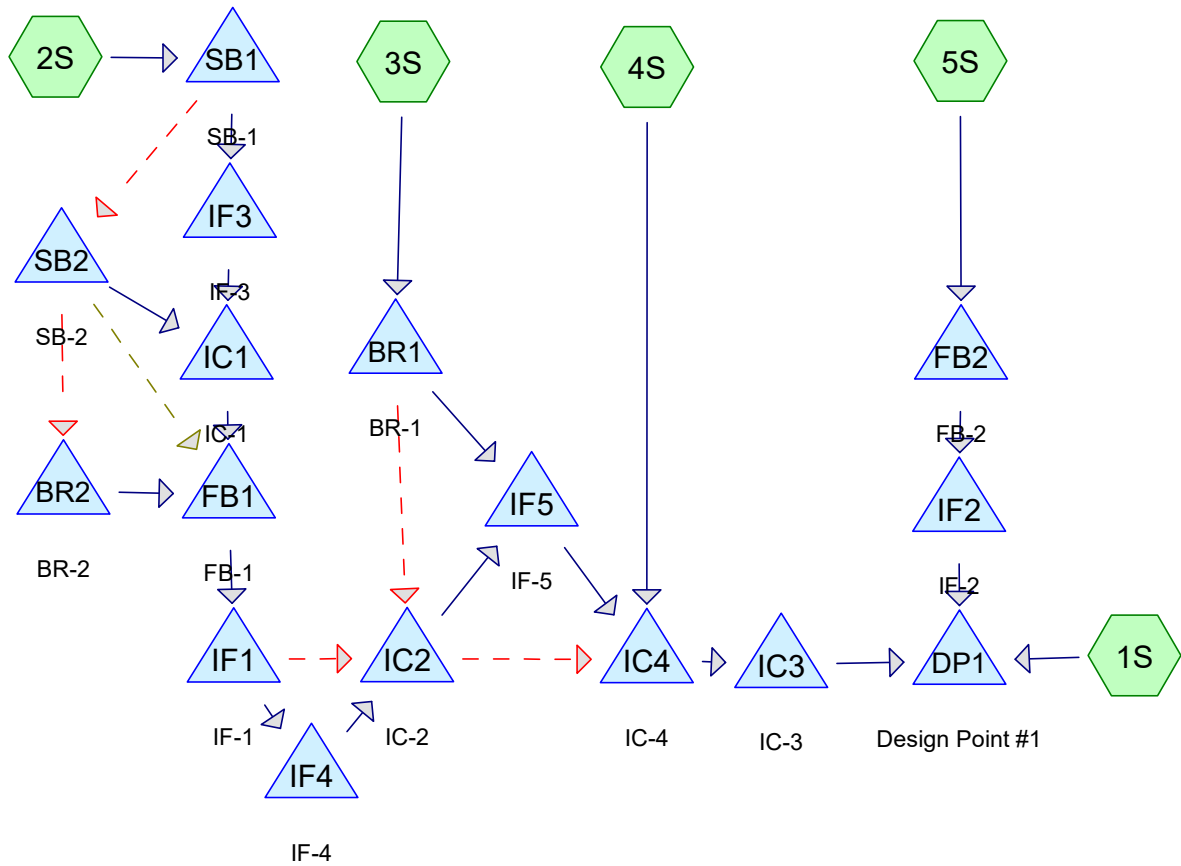 2S
SB1
3S
4S
5S
SB-1
IF3
SB2
IF-3
SB-2
IC1
BR1
FB2
BR-1
IC-1
FB-2
BR2
FB1
IF5
IF2
BR-2
FB-1
IF-5
IF-2
IF1
IC2
IC4
IC3
DP1
1S
IF-1
IC-2
IC-4
IC-3
Design Point #1
IF4
IF-4